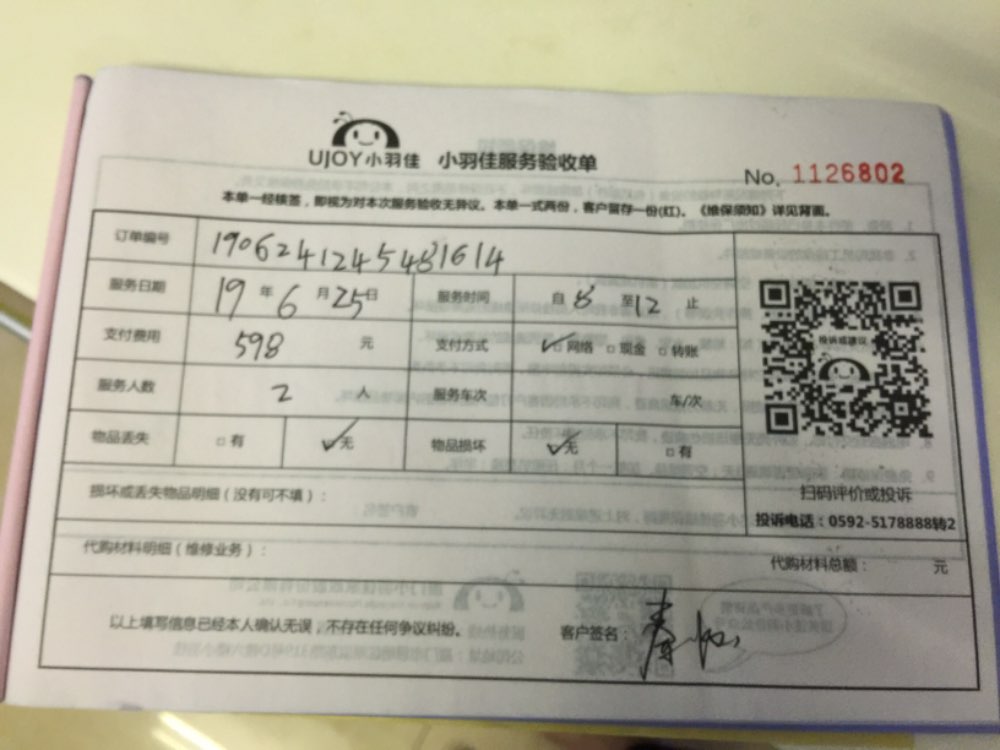 UJOY小羽佳 小羽佳服务验收单
No. 1126802
本单一经核签，即视为对本次服务验收无异议。本单一式两份，客户留存一份(红)。《维保须知》详见背面。
订单编号 1906241245481614
服务日期 19 年 6 月 25 日 服务时间 自 8 至 12 止
支付费用 598 元 支付方式 ✓□网络 □现金 □转账
服务人数 2 人 服务车次 车/次
物品丢失 □有 ✓无 物品损坏 ✓无 □有
投诉或建议
扫码评价或投诉
投诉电话：0592-5178888转2
损坏或丢失物品明细（没有可不填）：
代购材料明细（维修业务）： 代购材料总额： 元
以上填写信息已经本人确认无误，不存在任何争议纠纷。 客户签名：